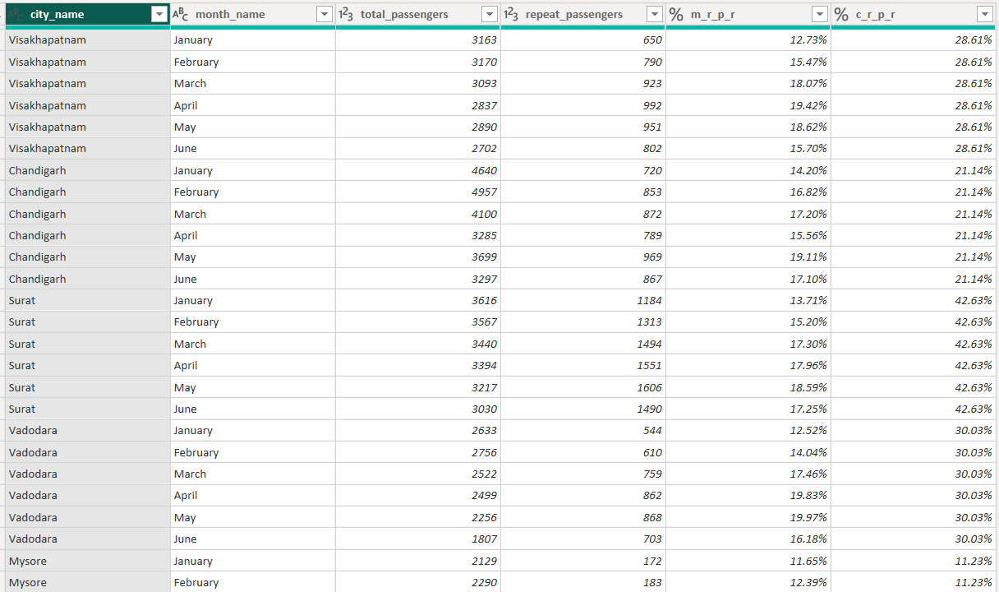 ABC city_name 123 month_name 123 total_passengers 123 repeat_passengers % m_r_p_r % c_r_p_r
Visakhapatnam January 3163 650 12.73% 28.61%
Visakhapatnam February 3170 790 15.47% 28.61%
Visakhapatnam March 3093 923 18.07% 28.61%
Visakhapatnam April 2837 992 19.42% 28.61%
Visakhapatnam May 2890 951 18.62% 28.61%
Visakhapatnam June 2702 802 15.70% 28.61%
Chandigarh January 4640 720 14.20% 21.14%
Chandigarh February 4957 853 16.82% 21.14%
Chandigarh March 4100 872 17.20% 21.14%
Chandigarh April 3285 789 15.56% 21.14%
Chandigarh May 3699 969 19.11% 21.14%
Chandigarh June 3297 867 17.10% 21.14%
Surat January 3616 1184 13.71% 42.63%
Surat February 3567 1313 15.20% 42.63%
Surat March 3440 1494 17.30% 42.63%
Surat April 3394 1551 17.96% 42.63%
Surat May 3217 1606 18.59% 42.63%
Surat June 3030 1490 17.25% 42.63%
Vadodara January 2633 544 12.52% 30.03%
Vadodara February 2756 610 14.04% 30.03%
Vadodara March 2522 759 17.46% 30.03%
Vadodara April 2499 862 19.83% 30.03%
Vadodara May 2256 868 19.97% 30.03%
Vadodara June 1807 703 16.18% 30.03%
Mysore January 2129 172 11.65% 11.23%
Mysore February 2290 183 12.39% 11.23%